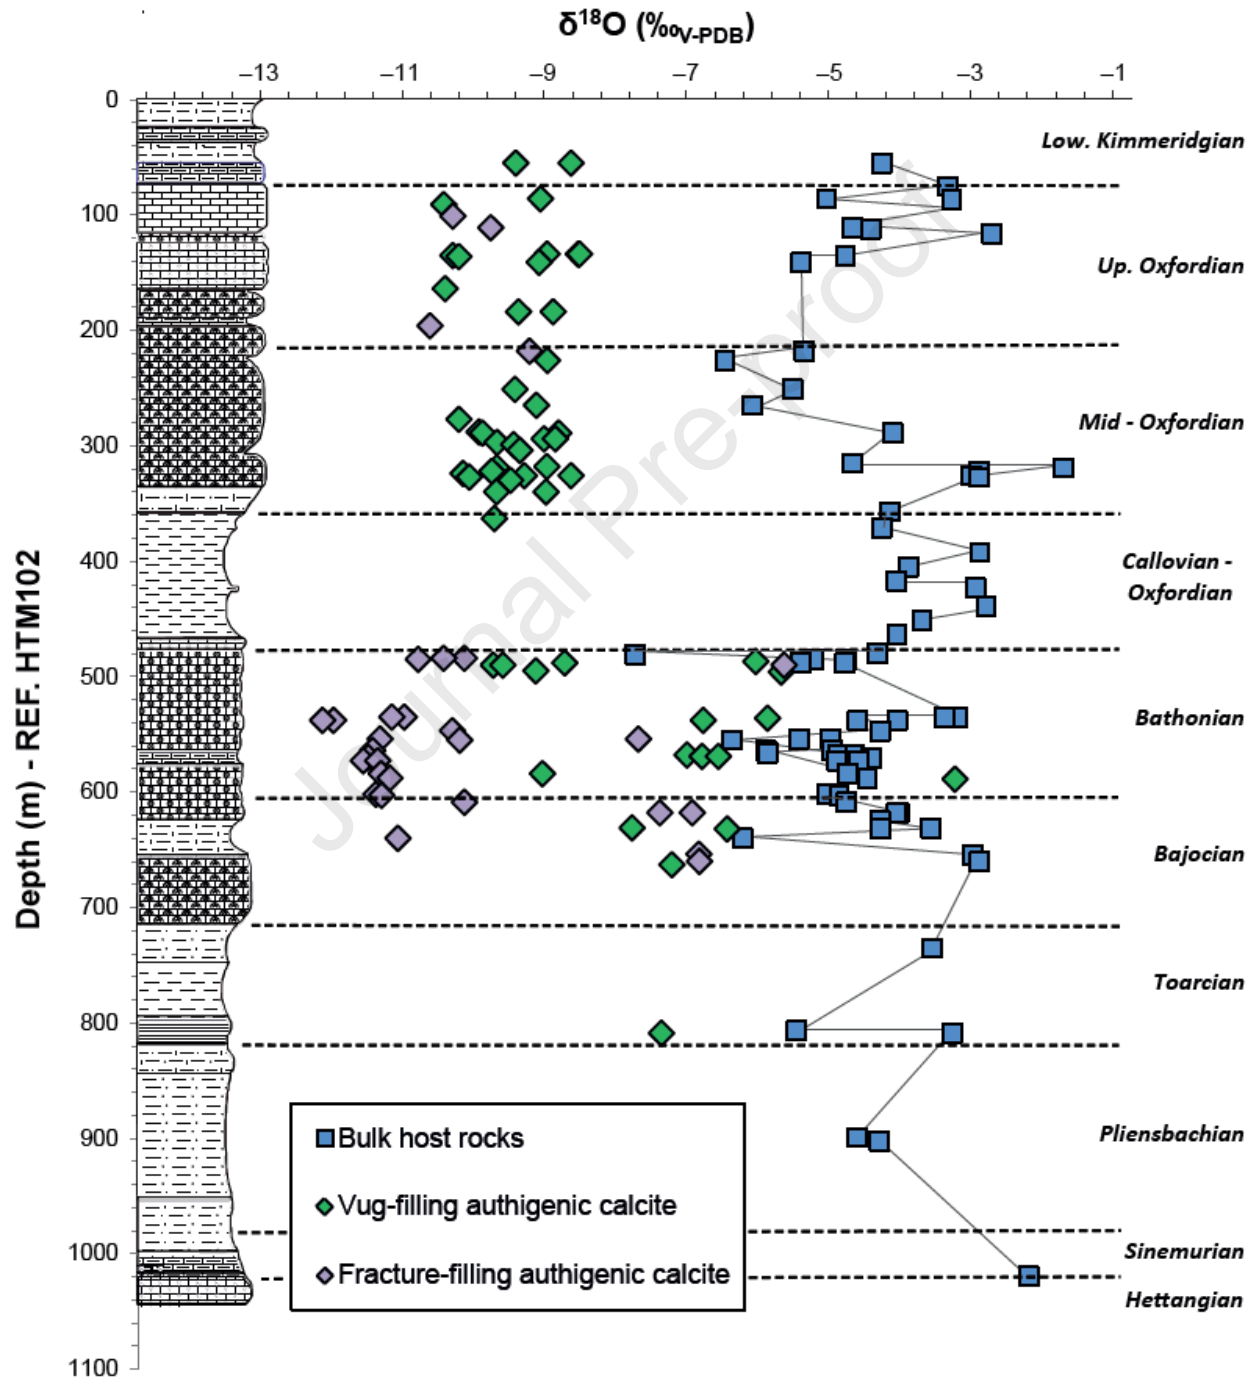 δ18O (‰V-PDB)
–13 –11 –9 –7 –5 –3 –1
0
100
200
300
400
500
600
700
800
900
1000
1100
Depth (m) - REF. HTM102
Low. Kimmeridgian
Up. Oxfordian
Mid - Oxfordian
Callovian -
Oxfordian
Bathonian
Bajocian
Toarcian
Pliensbachian
Sinemurian
Hettangian
Bulk host rocks
Vug-filling authigenic calcite
Fracture-filling authigenic calcite
Journal Pre-proof